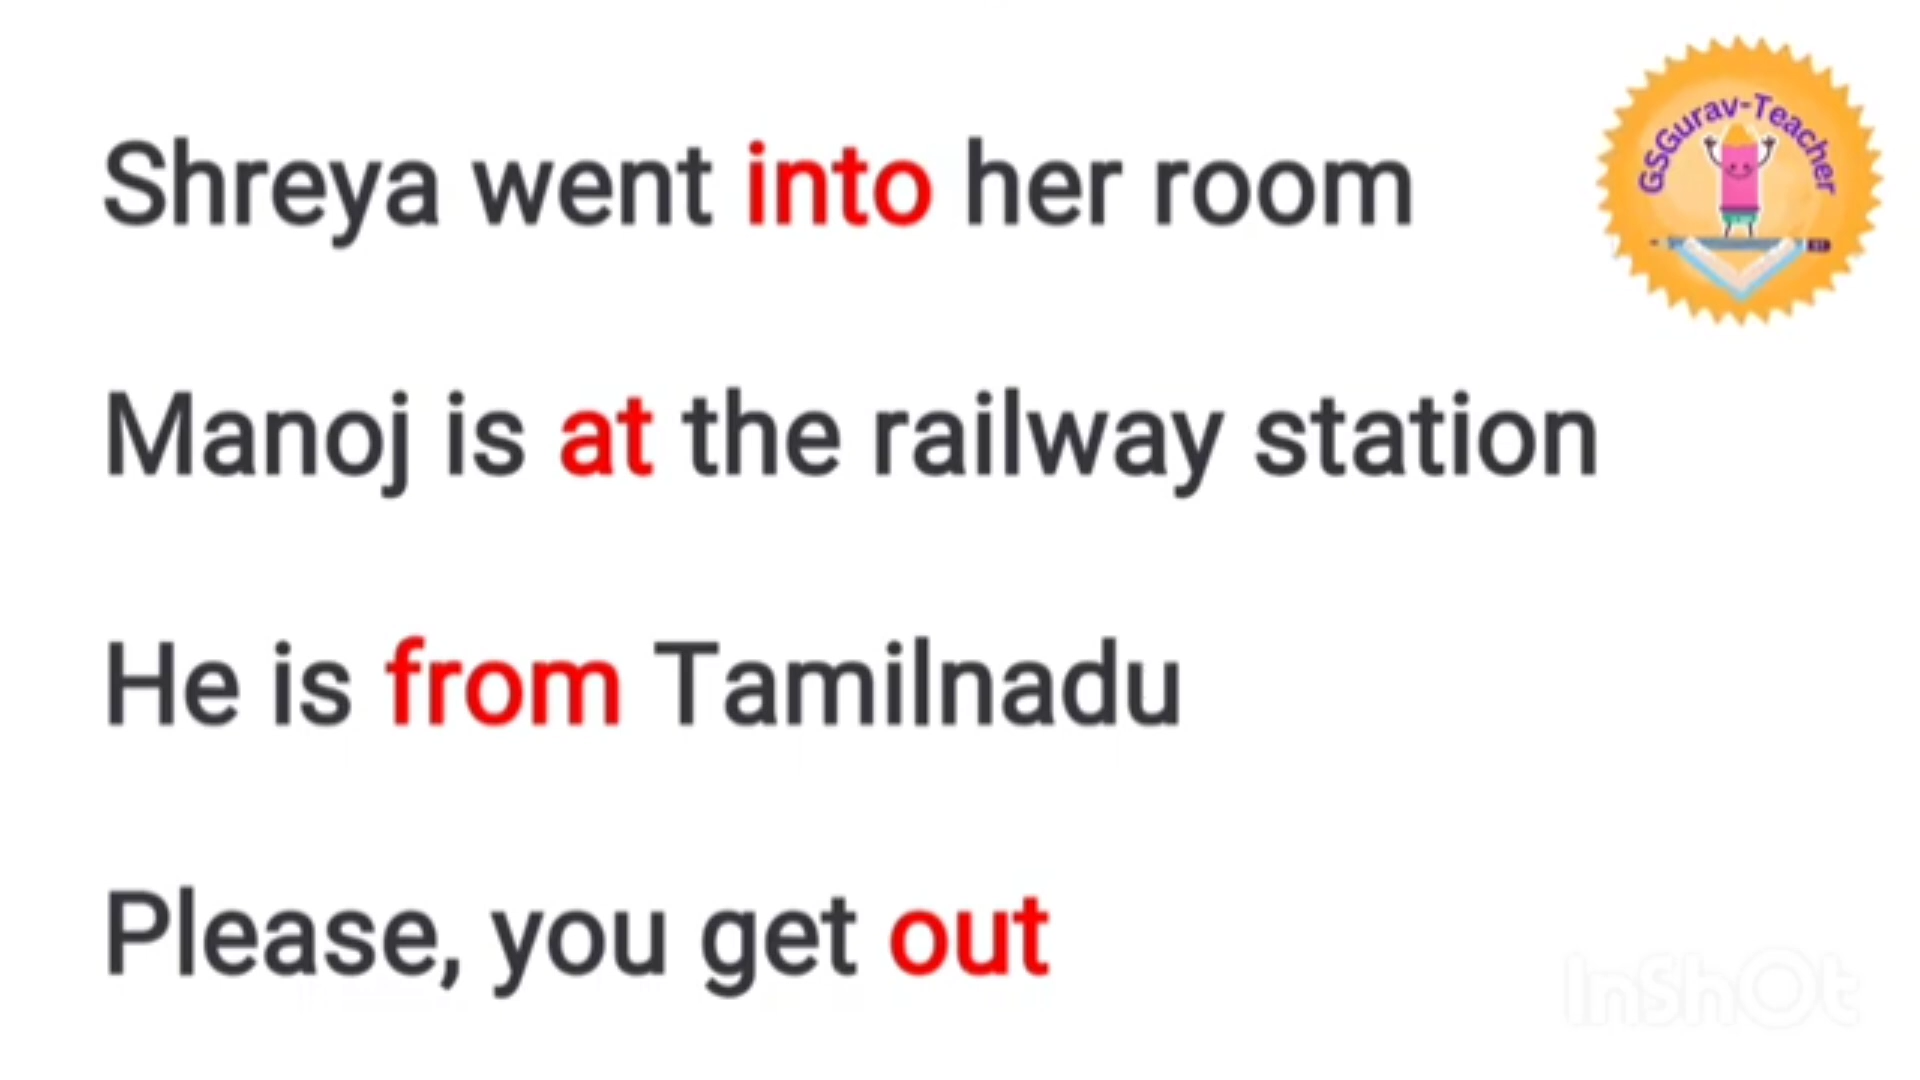 GSGurav-Teacher
Shreya went into her room
Manoj is at the railway station
He is from Tamilnadu
Please, you get out
InShOt